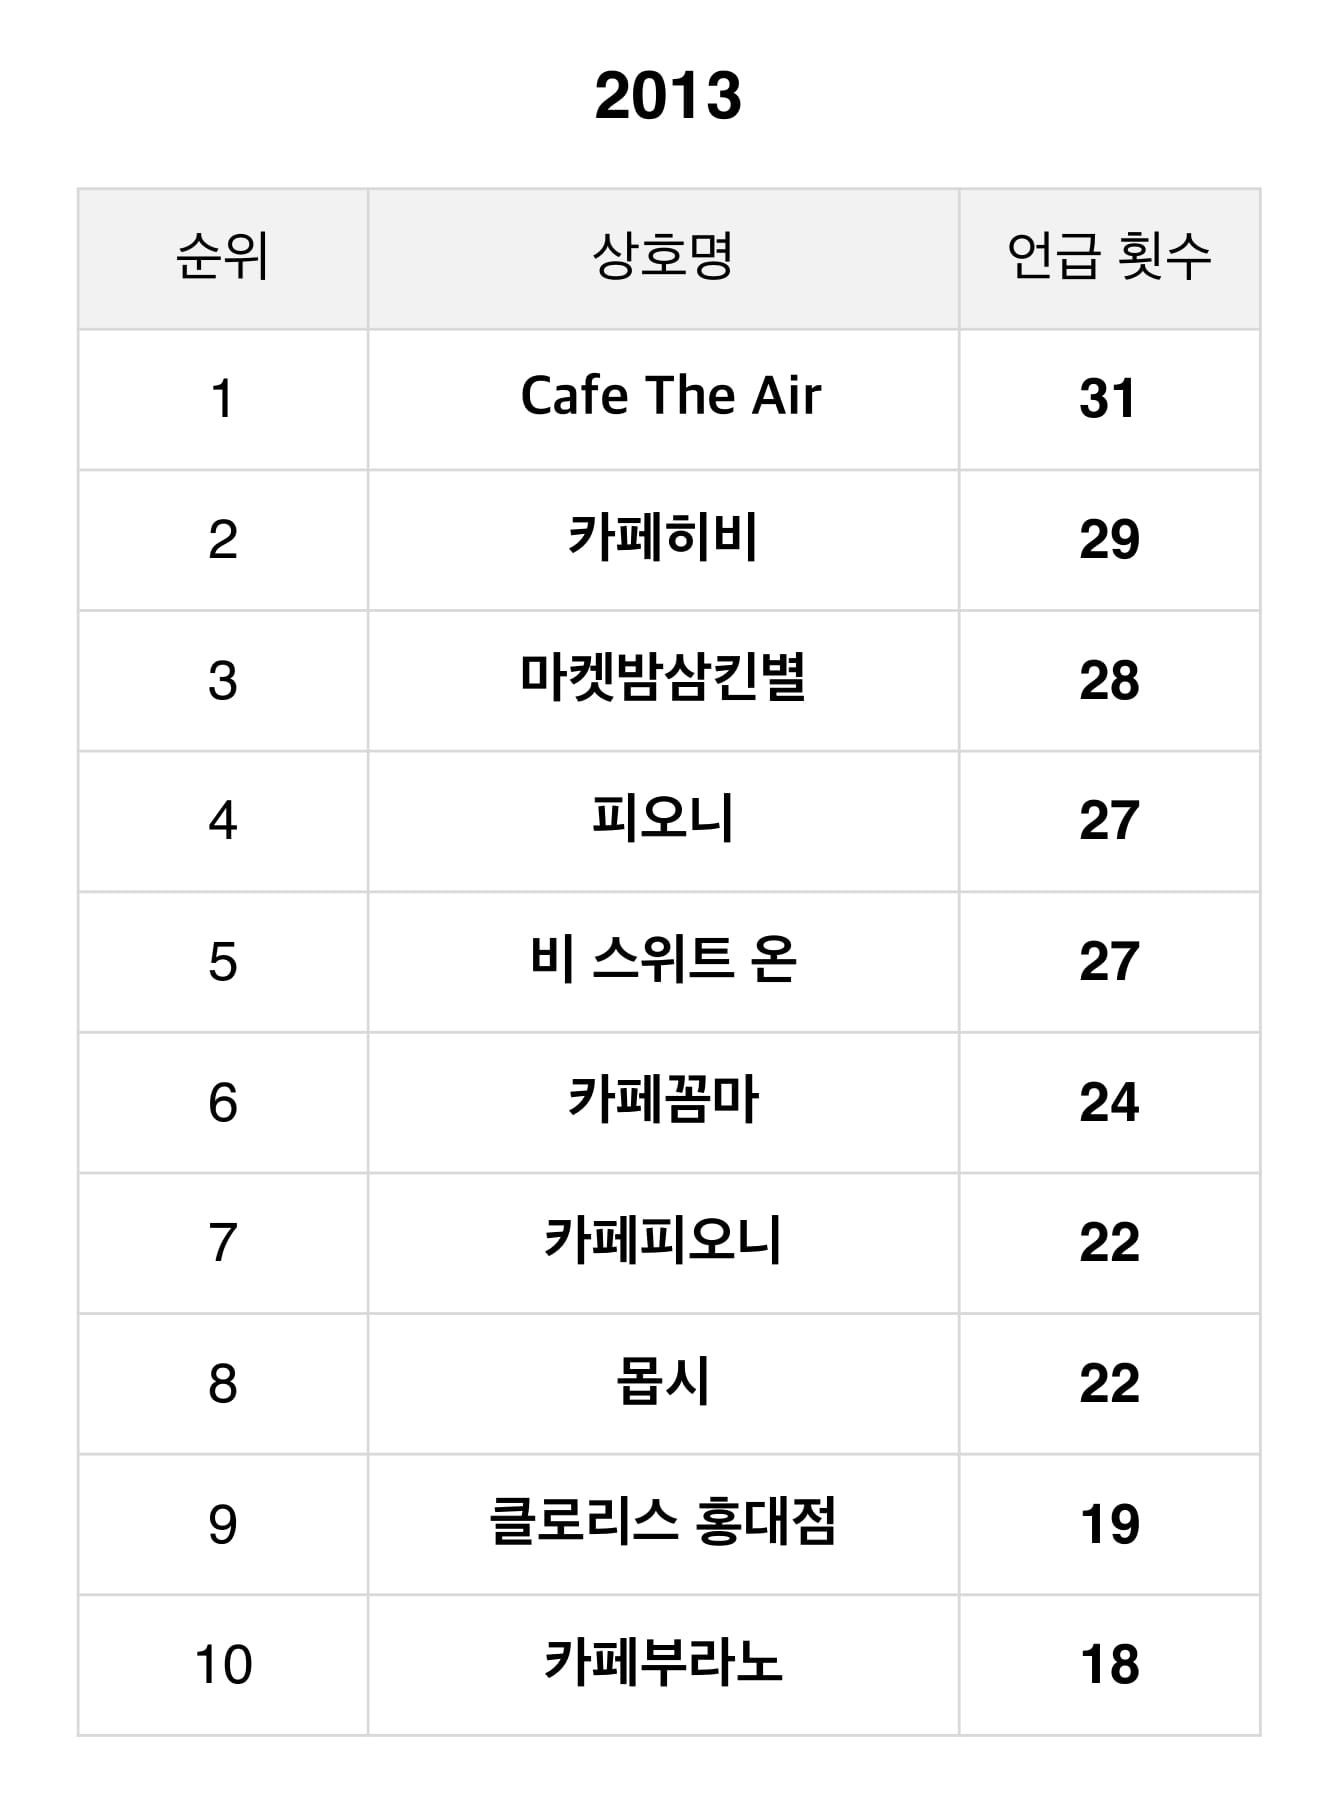 2013
순위 상호명 언급 횟수
1 Cafe The Air 31
2 카페히비 29
3 마켓밤삼킨별 28
4 피오니 27
5 비 스위트 온 27
6 카페꼼마 24
7 카페피오니 22
8 몹시 22
9 클로리스 홍대점 19
10 카페부라노 18